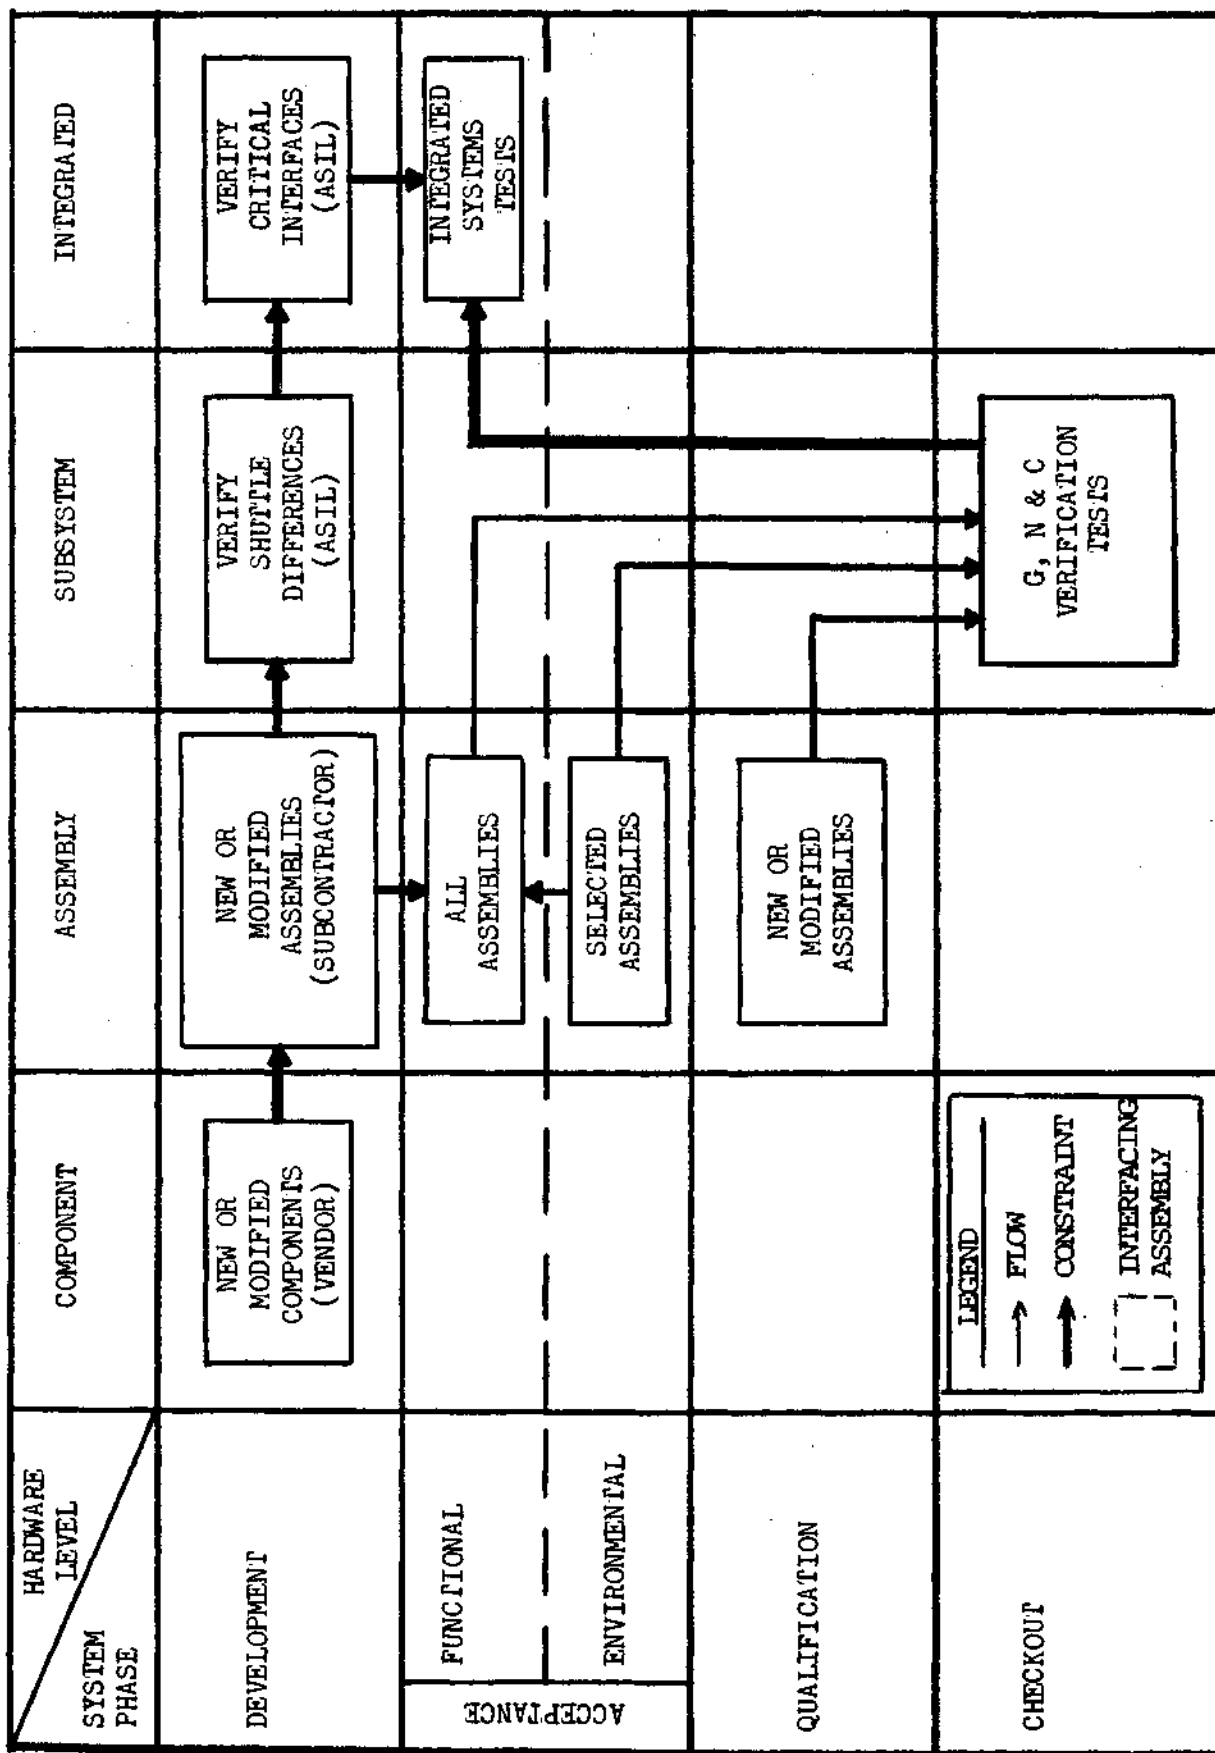 HARDWARE
LEVEL
SYSTEM
PHASE
COMPONENT
ASSEMBLY
SUBSYSTEM
INTEGRATED
DEVELOPMENT
NEW OR
MODIFIED
COMPONENTS
(VENDOR)
NEW OR
MODIFIED
ASSEMBLIES
(SUBCONTRACTOR)
VERIFY
SHUTTLE
DIFFERENCES
(ASIL)
VERIFY
CRITICAL
INTERFACES
(ASIL)
ACCEPTANCE
FUNCTIONAL
ALL
ASSEMBLIES
INTEGRATED
SYSTEMS
TESTS
ENVIRONMENTAL
SELECTED
ASSEMBLIES
QUALIFICATION
NEW OR
MODIFIED
ASSEMBLIES
CHECKOUT
LEGEND
FLOW
CONSTRAINT
INTERFACING
ASSEMBLY
G, N & C
VERIFICATION
TESTS